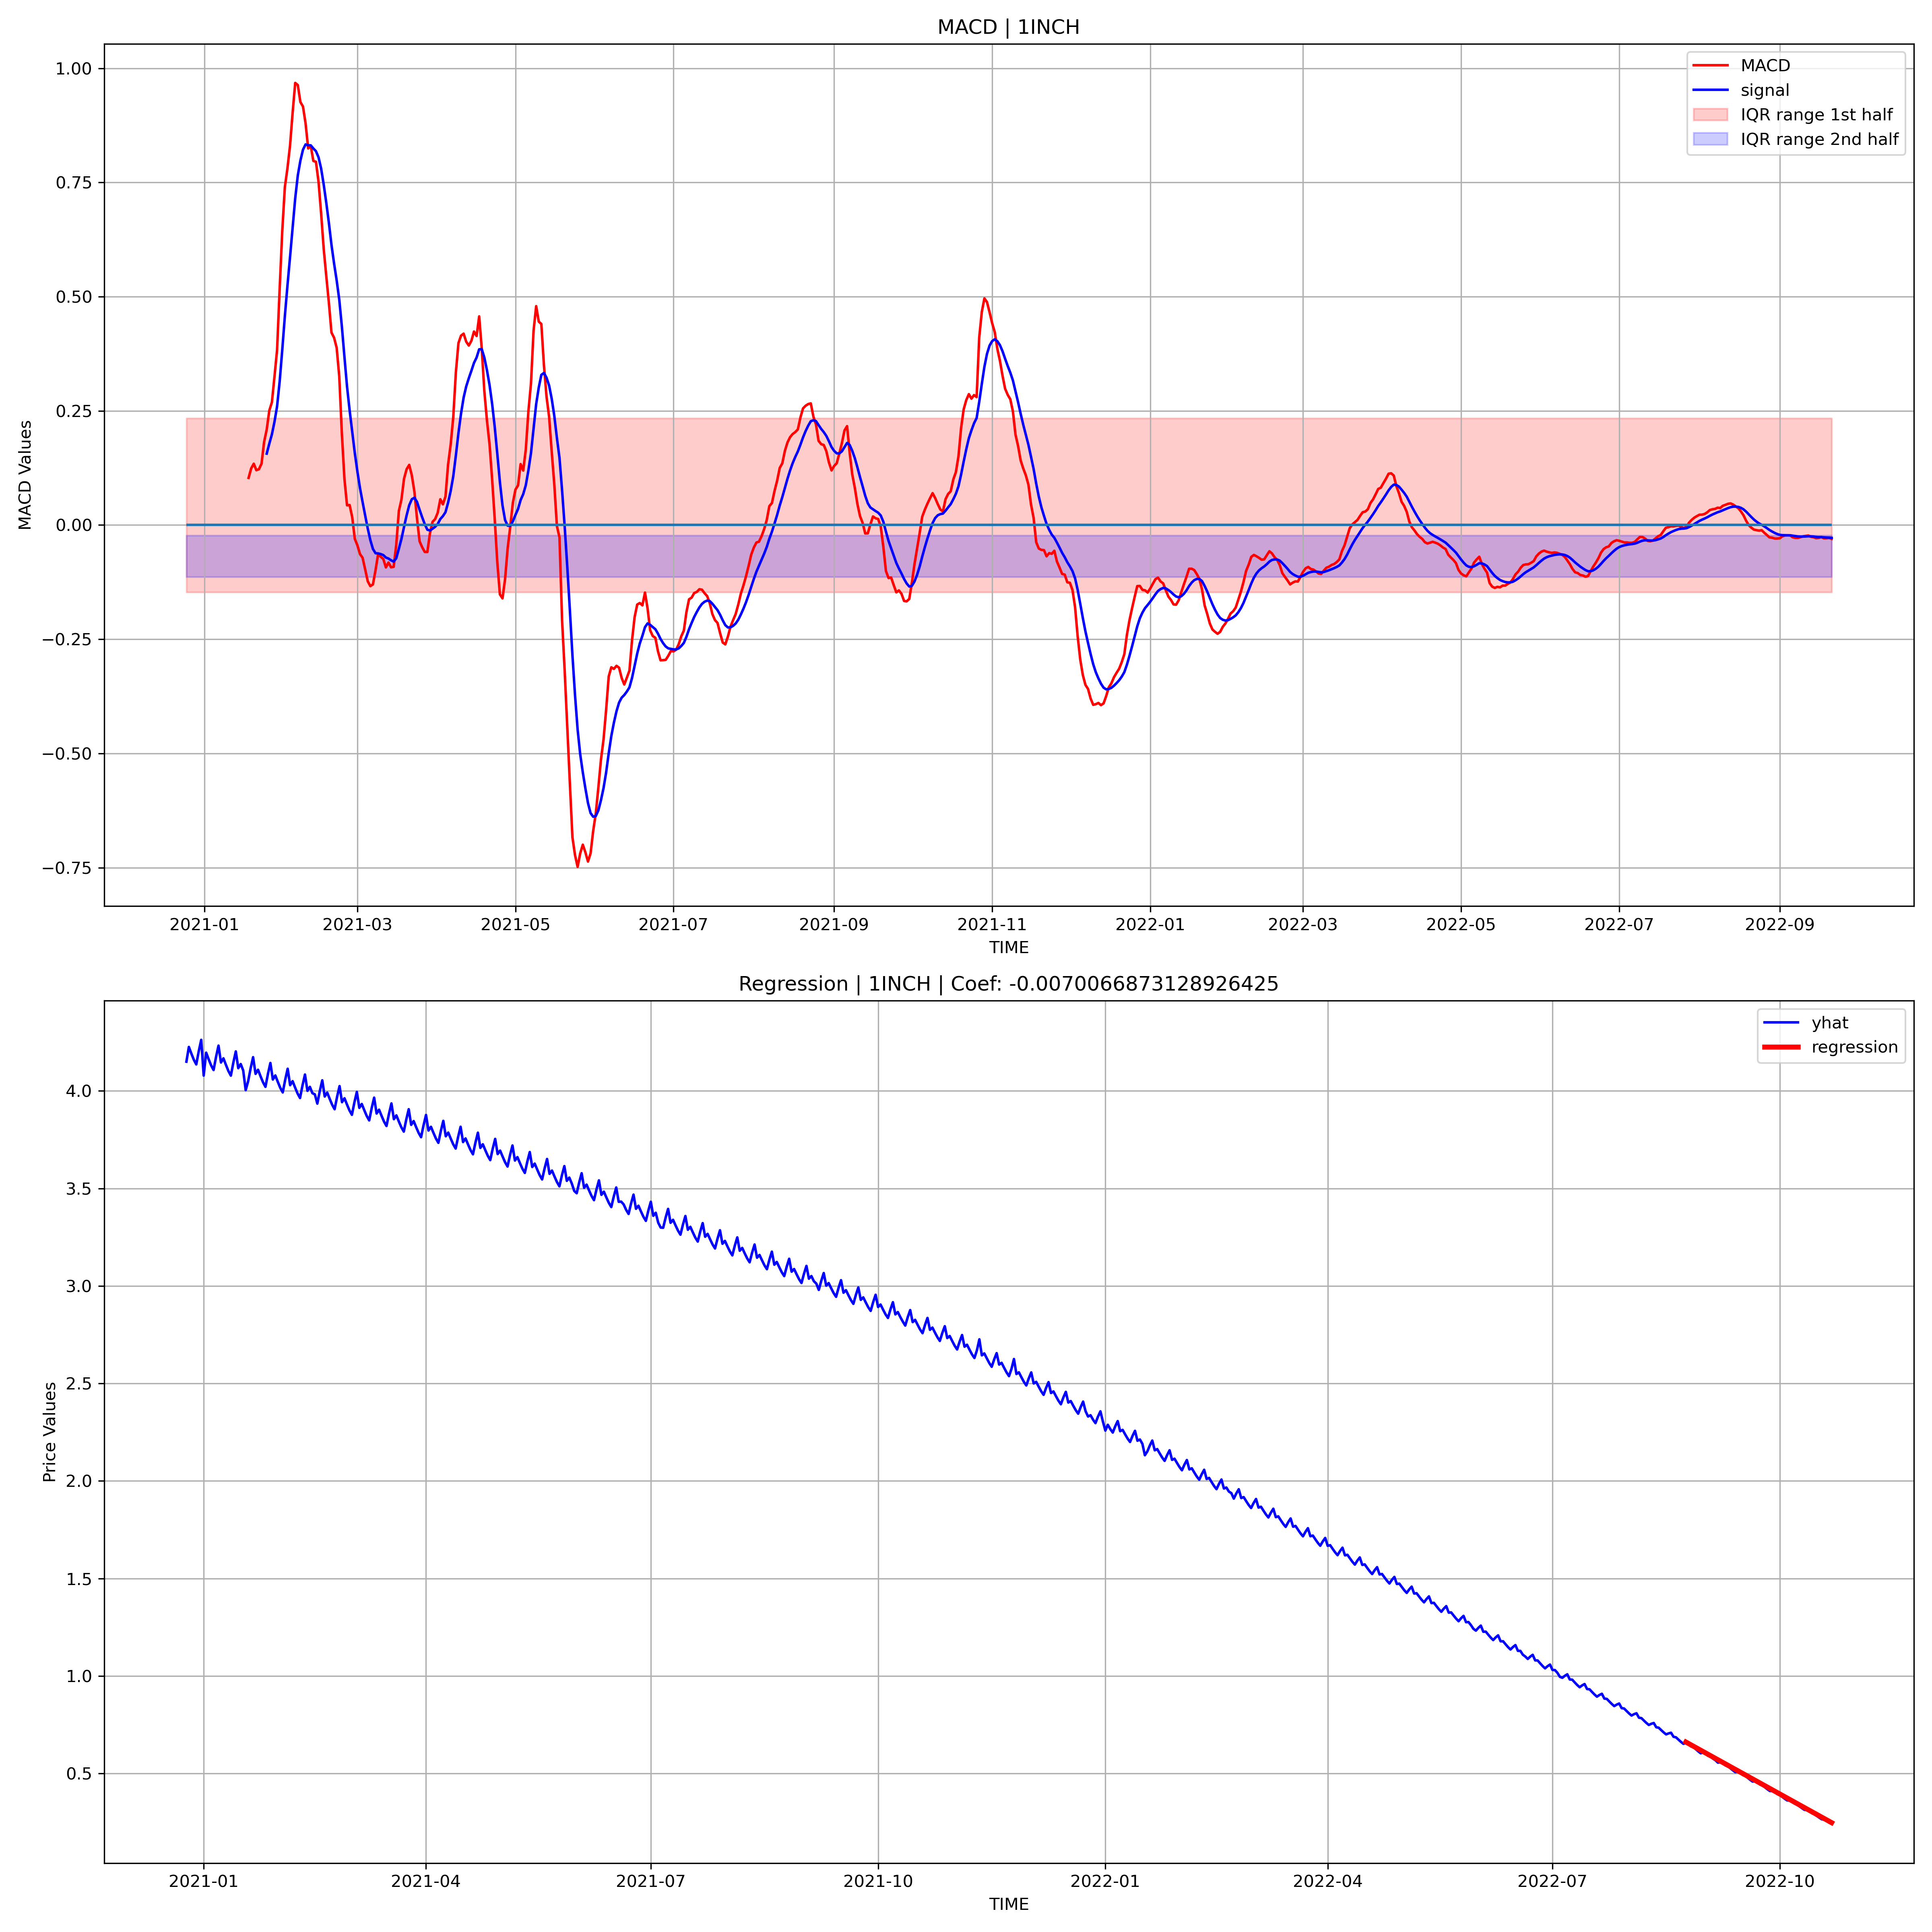 MACD | 1INCH
MACD
signal
IQR range 1st half
IQR range 2nd half
1.00
0.75
0.50
0.25
0.00
−0.25
−0.50
−0.75
MACD Values
2021-01 2021-03 2021-05 2021-07 2021-09 2021-11 2022-01 2022-03 2022-05 2022-07 2022-09
TIME
Regression | 1INCH | Coef: -0.0070066873128926425
yhat
regression
4.0
3.5
3.0
2.5
2.0
1.5
1.0
0.5
Price Values
2021-01 2021-04 2021-07 2021-10 2022-01 2022-04 2022-07 2022-10
TIME